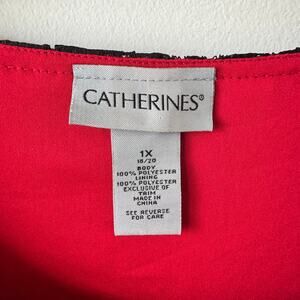 CATHERINES®
1X
18/20
BODY
100% POLYESTER
LINING
100% POLYESTER
EXCLUSIVE OF
TRIM
MADE IN
CHINA
SEE REVERSE
FOR CARE